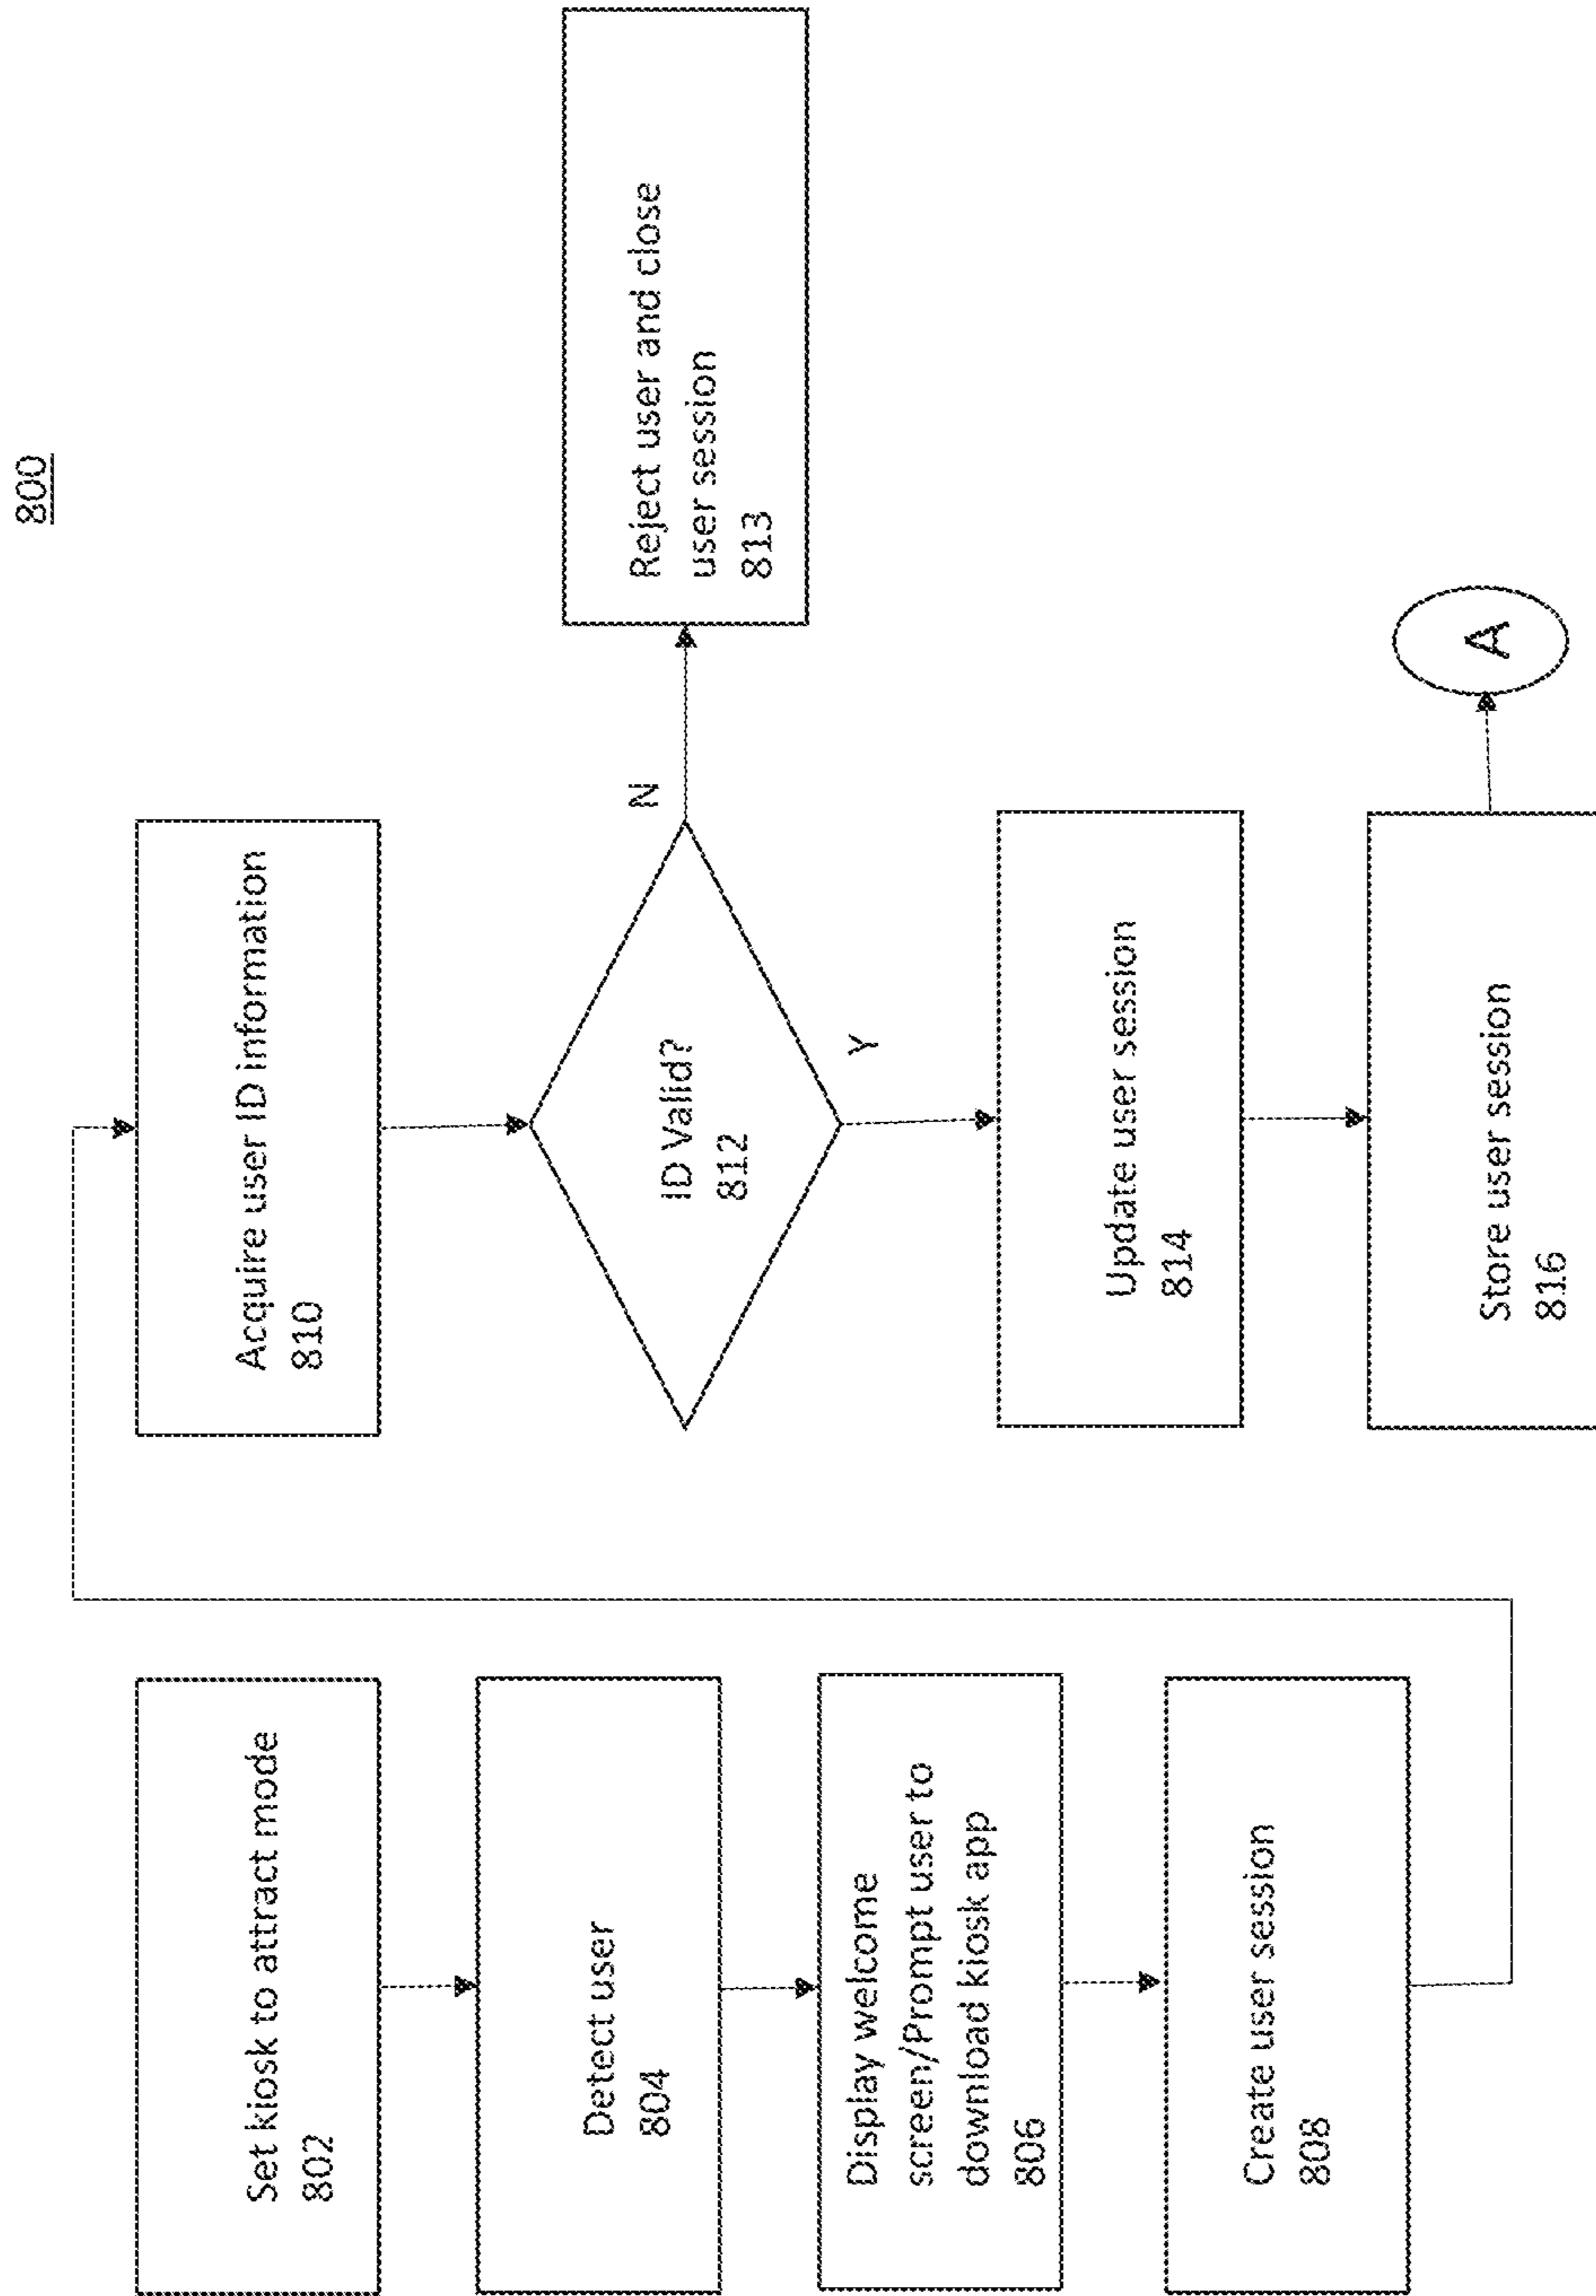 800
Set kiosk to attract mode
802
Detect user
804
Display welcome
screen/Prompt user to
download kiosk app
806
Create user session
808
Acquire user ID information
810
ID Valid?
812
N
Y
Reject user and close
user session
813
Update user session
814
Store user session
816
A